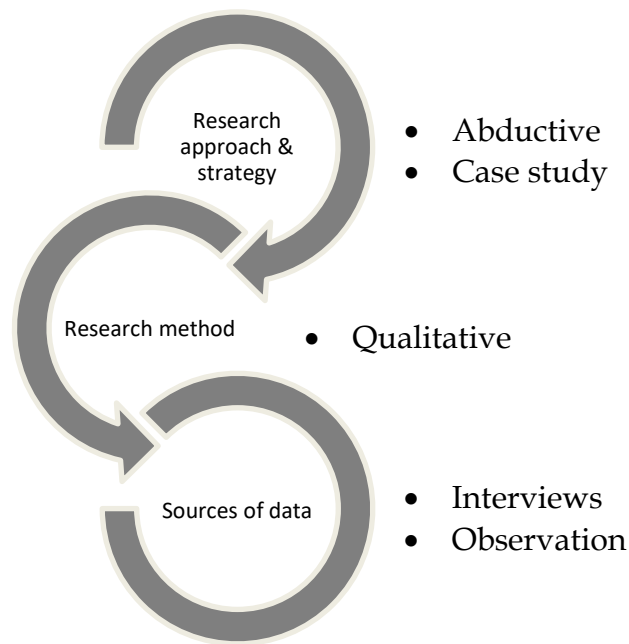 Research
approach &
strategy
• Abductive
• Case study
Research method
• Qualitative
Sources of data
• Interviews
• Observation